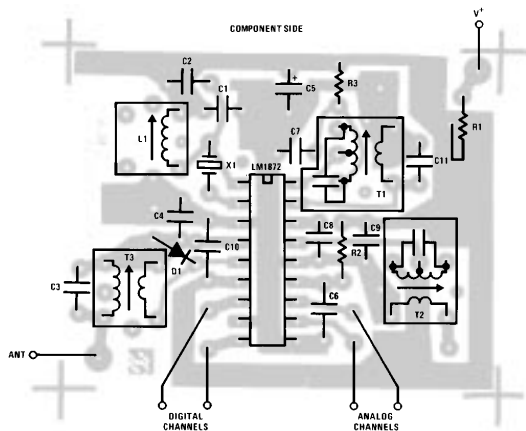 COMPONENT SIDE
V+
C2
C1
+
C5
R3
R1
L1
X1
C7
LM1872
T1
C11
C4
C10
C8
R2
C9
D1
T3
C3
C6
T2
ANT
DIGITAL
CHANNELS
ANALOG
CHANNELS